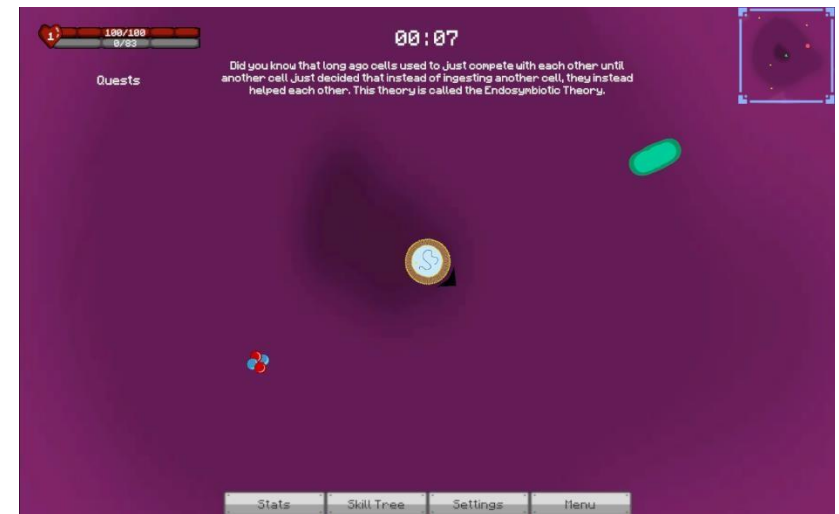 1
100/100
0/83
00:07
Quests
Did you know that long ago cells used to just compete with each other until
another cell just decided that instead of ingesting another cell, they instead
helped each other. This theory is called the Endosymbiotic Theory.
Stats
Skill Tree
Settings
Menu